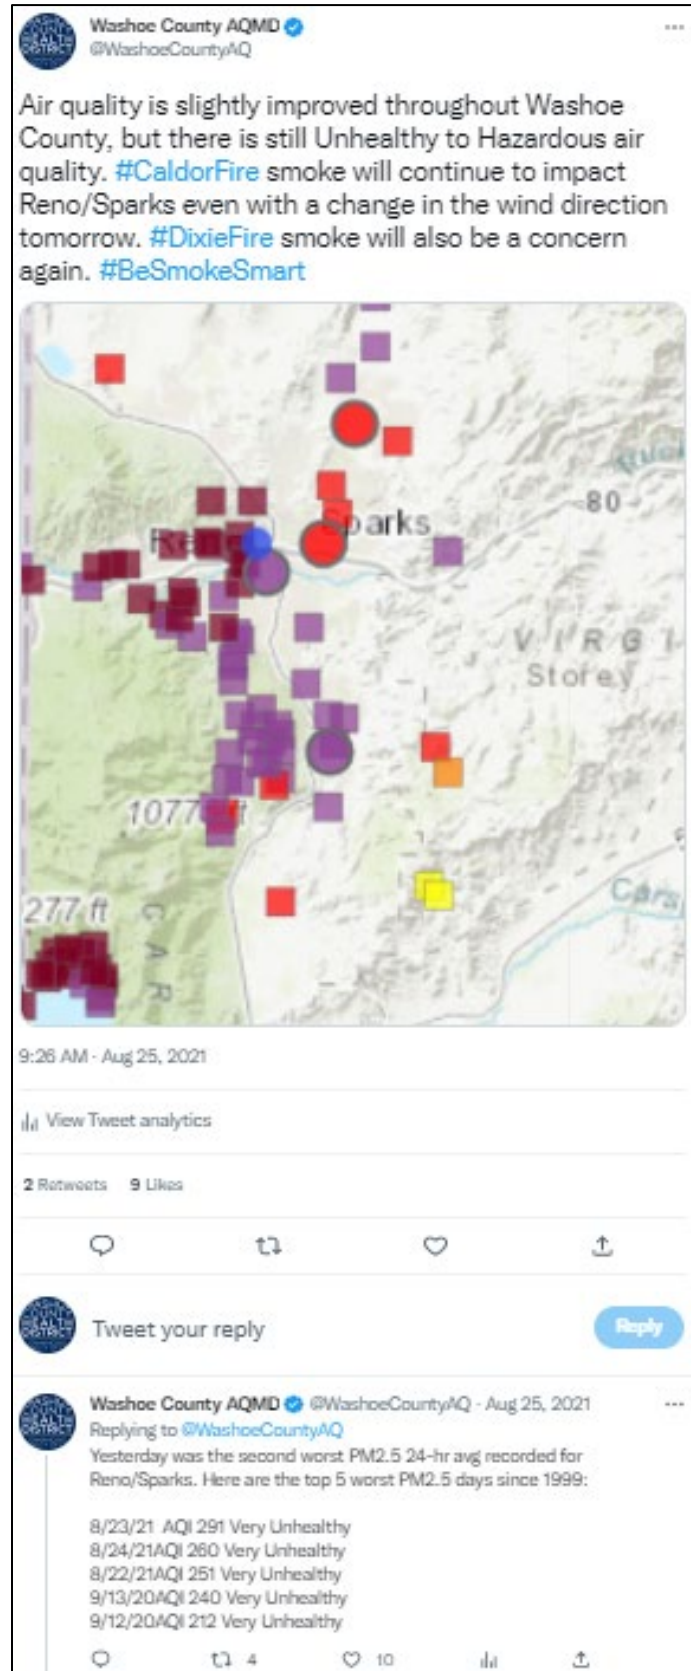 Washoe County AQMD
@WashoeCountyAQ
Air quality is slightly improved throughout Washoe
County, but there is still Unhealthy to Hazardous air
quality. #CaldorFire smoke will continue to impact
Reno/Sparks even with a change in the wind direction
tomorrow. #DixieFire smoke will also be a concern
again. #BeSmokeSmart
80
Sparks
VIRGI
Storey
1077 ft
277 ft
CAR
Cars
9:26 AM · Aug 25, 2021
View Tweet analytics
2 Retweets 9 Likes
Tweet your reply
Reply
Washoe County AQMD @WashoeCountyAQ · Aug 25, 2021
Replying to @WashoeCountyAQ
Yesterday was the second worst PM2.5 24-hr avg recorded for
Reno/Sparks. Here are the top 5 worst PM2.5 days since 1999:
8/23/21 AQI 291 Very Unhealthy
8/24/21AQI 260 Very Unhealthy
8/22/21AQI 251 Very Unhealthy
9/13/20AQI 240 Very Unhealthy
9/12/20AQI 212 Very Unhealthy
4 10